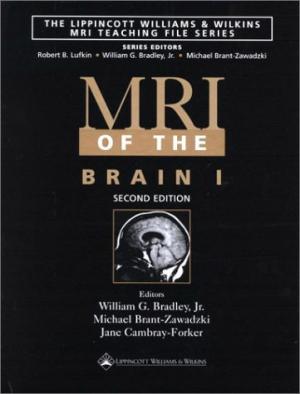 THE LIPPINCOTT WILLIAMS & WILKINS
MRI TEACHING FILE SERIES
SERIES EDITORS
Robert B. Lufkin • William G. Bradley, Jr. • Michael Brant-Zawadzki
MRI
OF THE
BRAIN I
SECOND EDITION
Editors
William G. Bradley, Jr.
Michael Brant-Zawadzki
Jane Cambray-Forker
LIPPINCOTT WILLIAMS & WILKINS